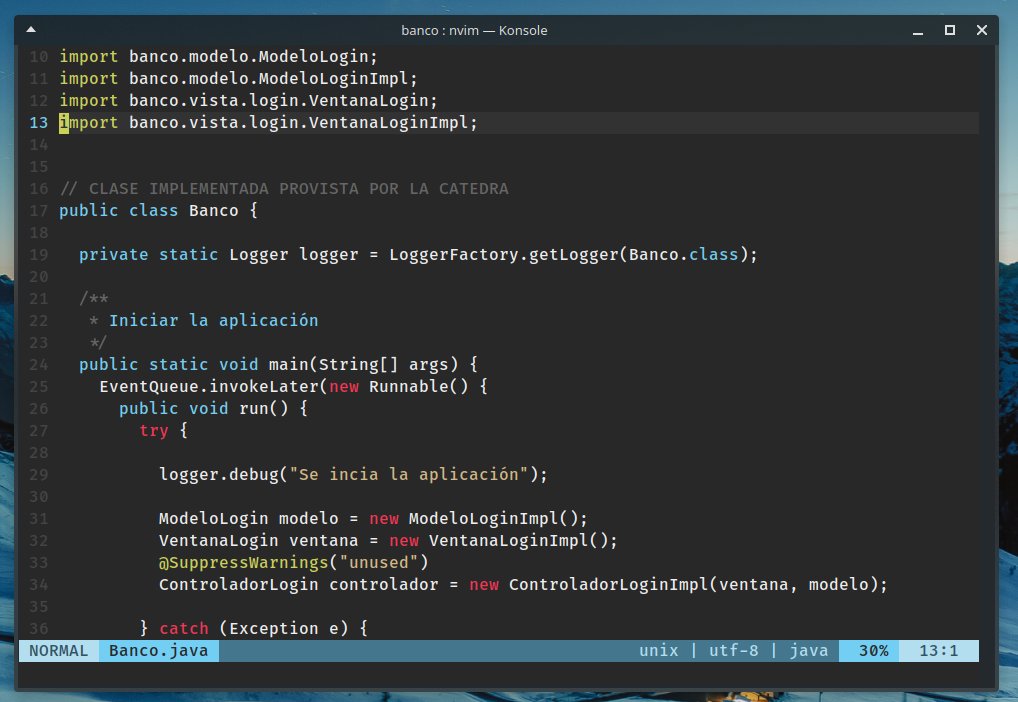 banco : nvim — Konsole
10 import banco.modelo.ModeloLogin;
11 import banco.modelo.ModeloLoginImpl;
12 import banco.vista.login.VentanaLogin;
13 import banco.vista.login.VentanaLoginImpl;
14
15
16 // CLASE IMPLEMENTADA PROVISTA POR LA CATEDRA
17 public class Banco {
18
19   private static Logger logger = LoggerFactory.getLogger(Banco.class);
20
21   /**
22    * Iniciar la aplicación
23    */
24   public static void main(String[] args) {
25     EventQueue.invokeLater(new Runnable() {
26       public void run() {
27         try {
28
29           logger.debug("Se incia la aplicación");
30
31           ModeloLogin modelo = new ModeloLoginImpl();
32           VentanaLogin ventana = new VentanaLoginImpl();
33           @SuppressWarnings("unused")
34           ControladorLogin controlador = new ControladorLoginImpl(ventana, modelo);
35
36         } catch (Exception e) {
NORMAL Banco.java unix | utf-8 | java 30% 13:1